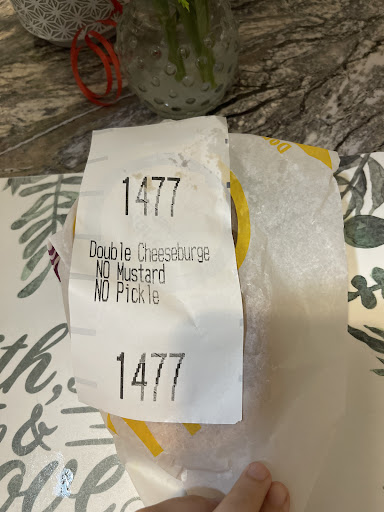 1477
Double Cheeseburge
NO Mustard
NO Pickle
1477
&